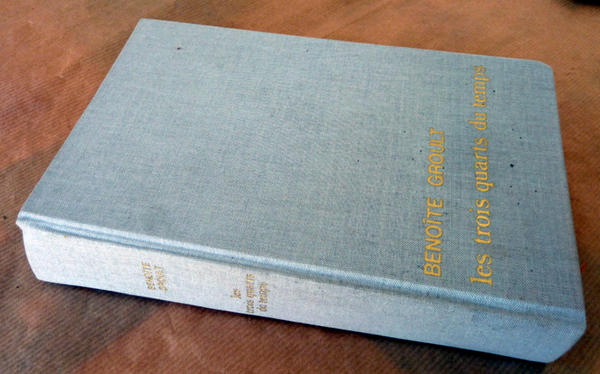 BENOÎTE GROULT
les trois quarts du temps
BENOÎTE
GROULT
les
trois quarts
du temps